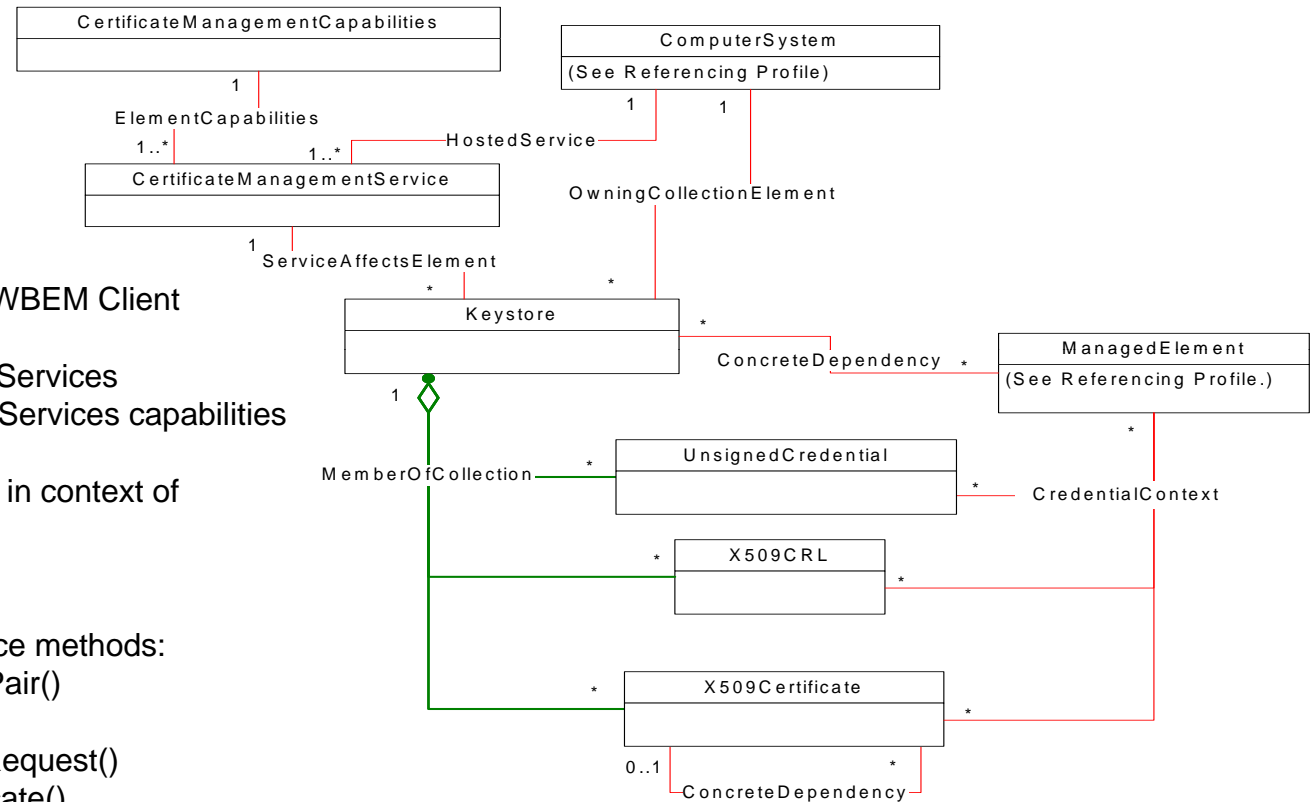 CertificateManagementCapabilities
ComputerSystem
(See Referencing Profile)
1
1
1
ElementCapabilities
HostedService
1..*
1..*
CertificateManagementService
OwningCollectionElement
1
ServiceAffectsElement
*
*
WBEM Client
Keystore
*
ManagedElement
ConcreteDependency
*
(See Referencing Profile.)
Services
Services capabilities
1
*
UnsignedCredential
MemberOfCollection
*
*
CredentialContext
in context of
X509CRL
*
*
ce methods:
Pair()
X509Certificate
*
*
Request()
0..1
*
cate()
ConcreteDependency